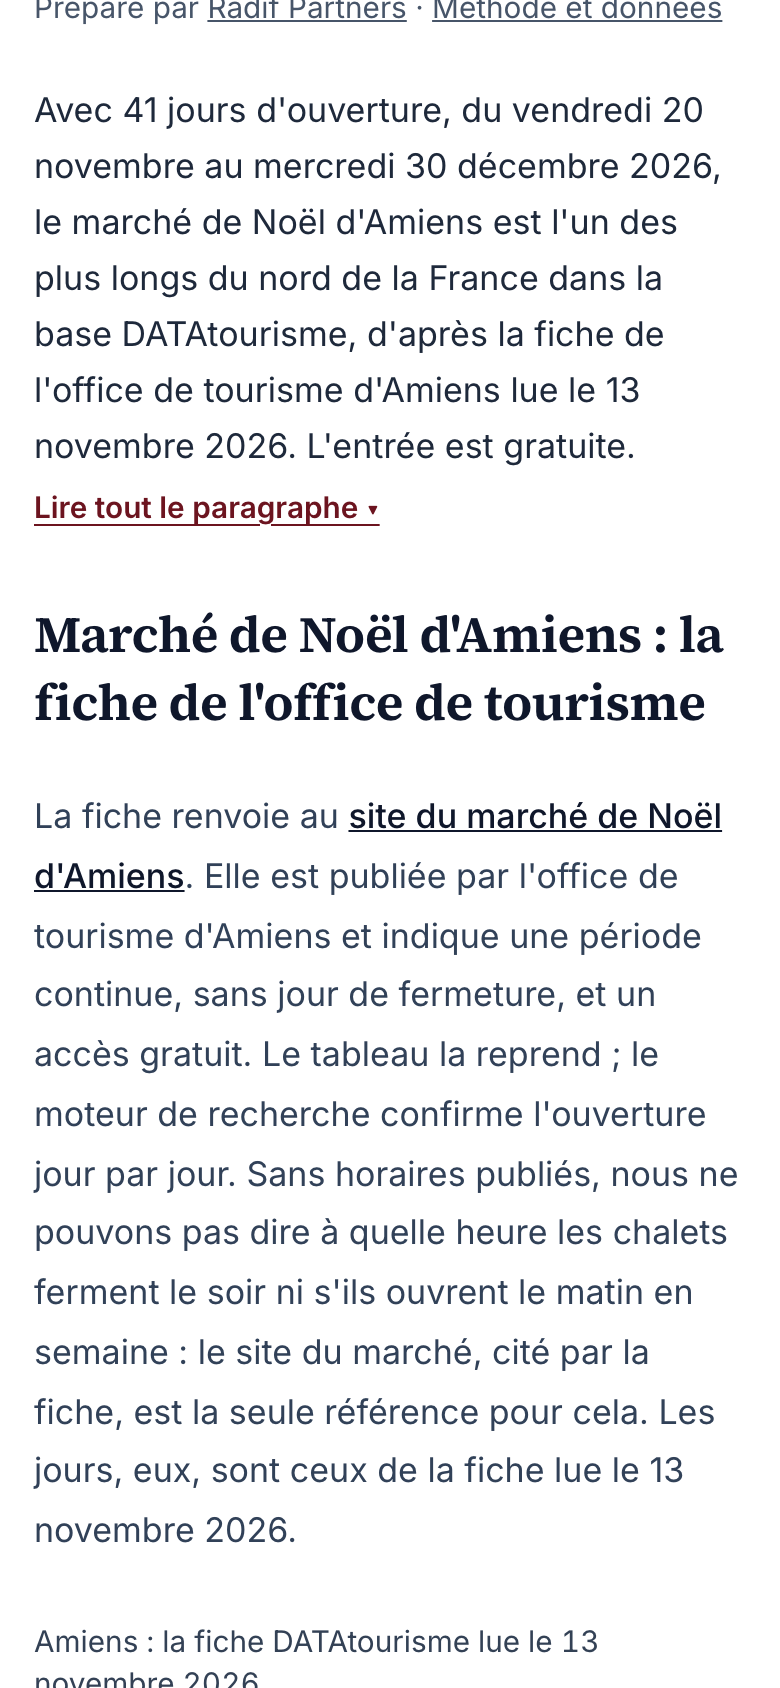 Préparé par Radif Partners · Méthode et données
Avec 41 jours d'ouverture, du vendredi 20
novembre au mercredi 30 décembre 2026,
le marché de Noël d'Amiens est l'un des
plus longs du nord de la France dans la
base DATAtourisme, d'après la fiche de
l'office de tourisme d'Amiens lue le 13
novembre 2026. L'entrée est gratuite.
Lire tout le paragraphe ▾
Marché de Noël d'Amiens : la
fiche de l'office de tourisme
La fiche renvoie au site du marché de Noël
d'Amiens. Elle est publiée par l'office de
tourisme d'Amiens et indique une période
continue, sans jour de fermeture, et un
accès gratuit. Le tableau la reprend ; le
moteur de recherche confirme l'ouverture
jour par jour. Sans horaires publiés, nous ne
pouvons pas dire à quelle heure les chalets
ferment le soir ni s'ils ouvrent le matin en
semaine : le site du marché, cité par la
fiche, est la seule référence pour cela. Les
jours, eux, sont ceux de la fiche lue le 13
novembre 2026.
Amiens : la fiche DATAtourisme lue le 13
novembre 2026